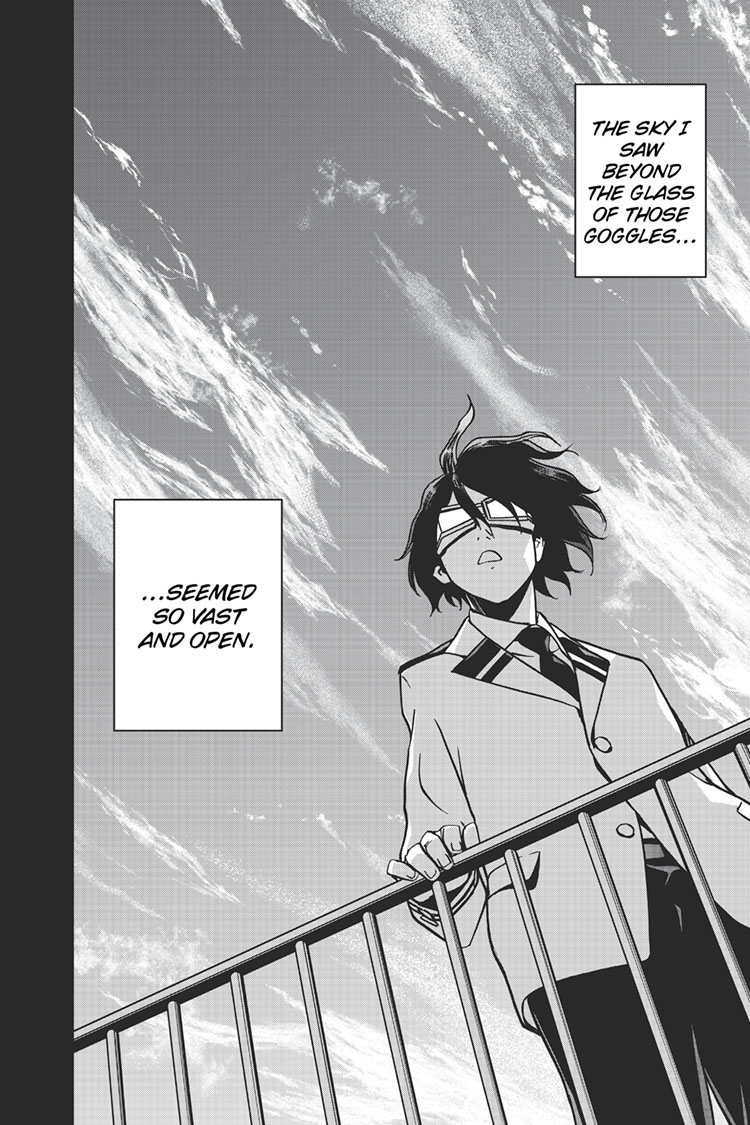 THE SKY I
SAW
BEYOND
THE GLASS
OF THOSE
GOGGLES...
...SEEMED
SO VAST
AND OPEN.